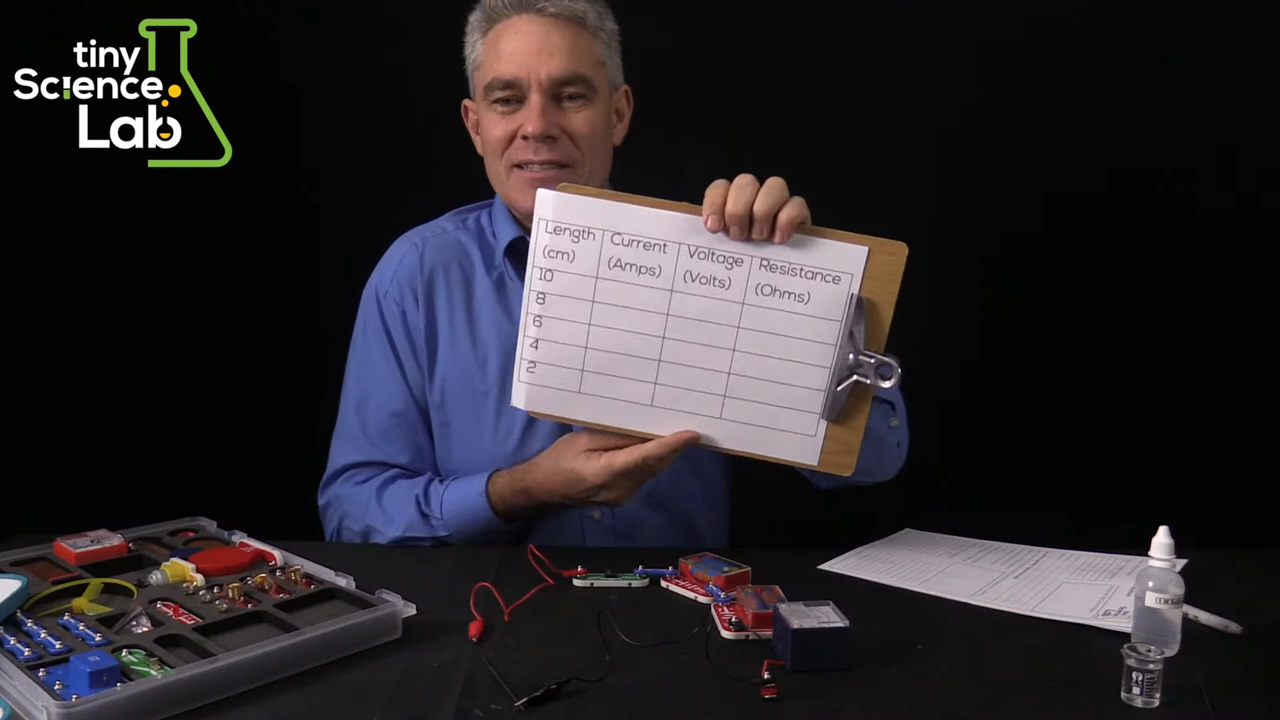 tiny
Science
Lab
Length Current Voltage Resistance
(cm) (Amps) (Volts) (Ohms)
10
8
6
4
2